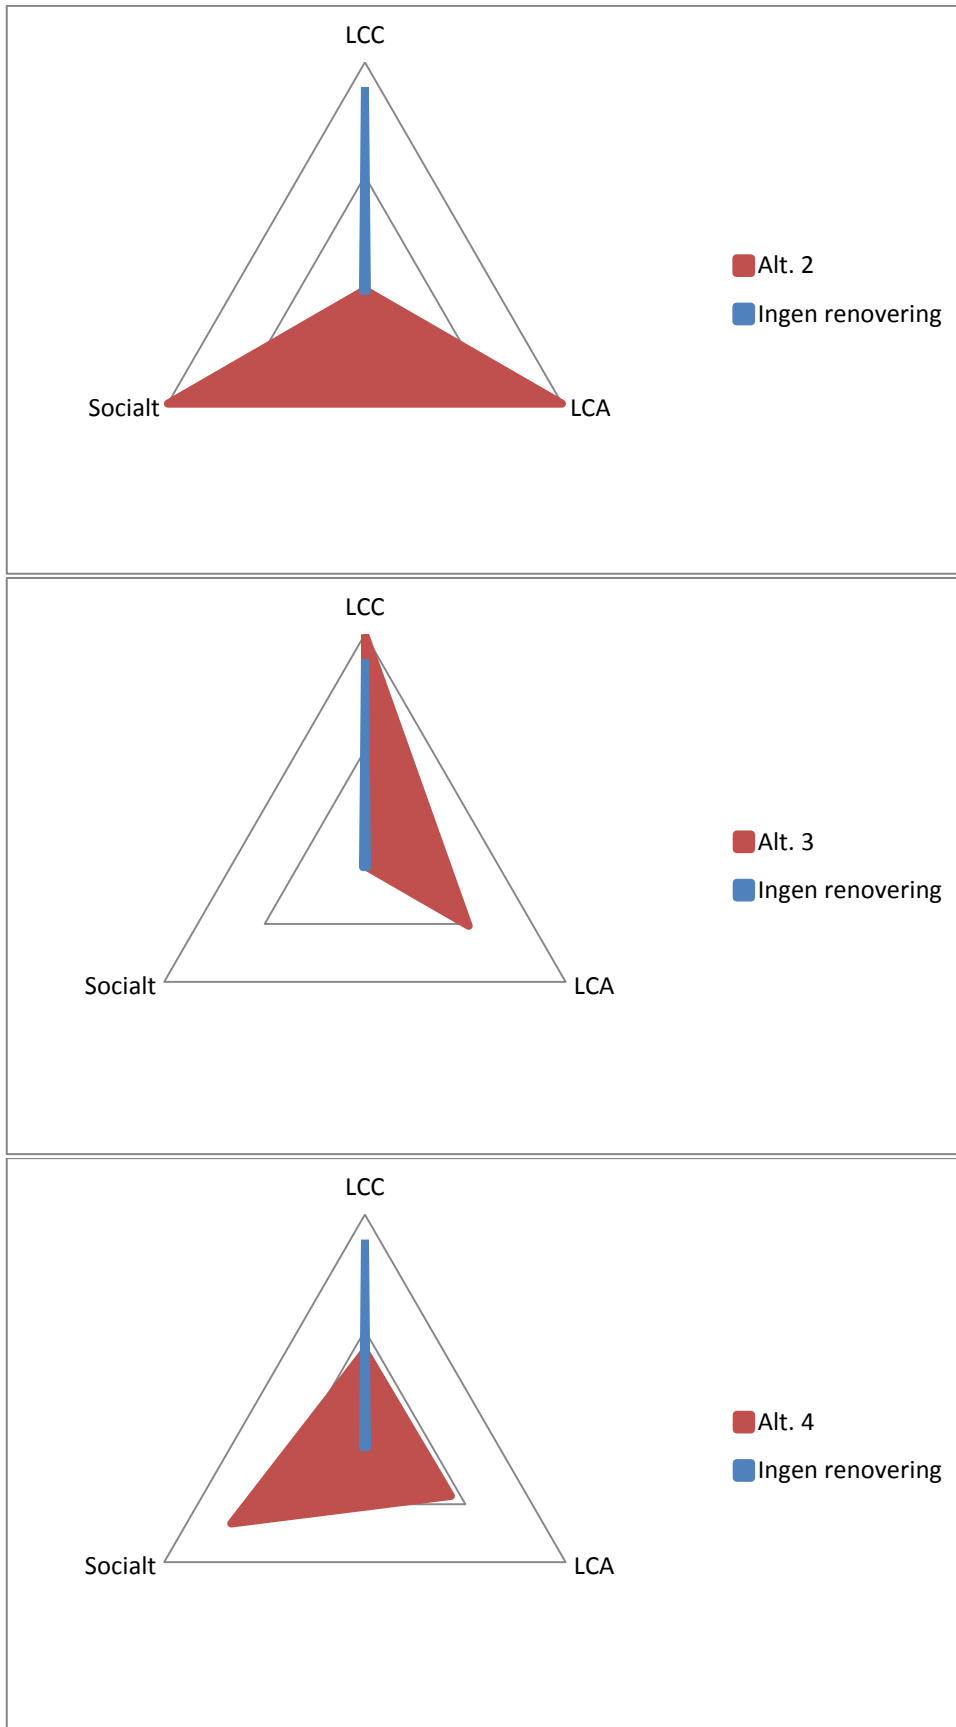 LCC
Alt. 2
Ingen renovering
Socialt
LCA
LCC
Alt. 3
Ingen renovering
Socialt
LCA
LCC
Alt. 4
Ingen renovering
Socialt
LCA